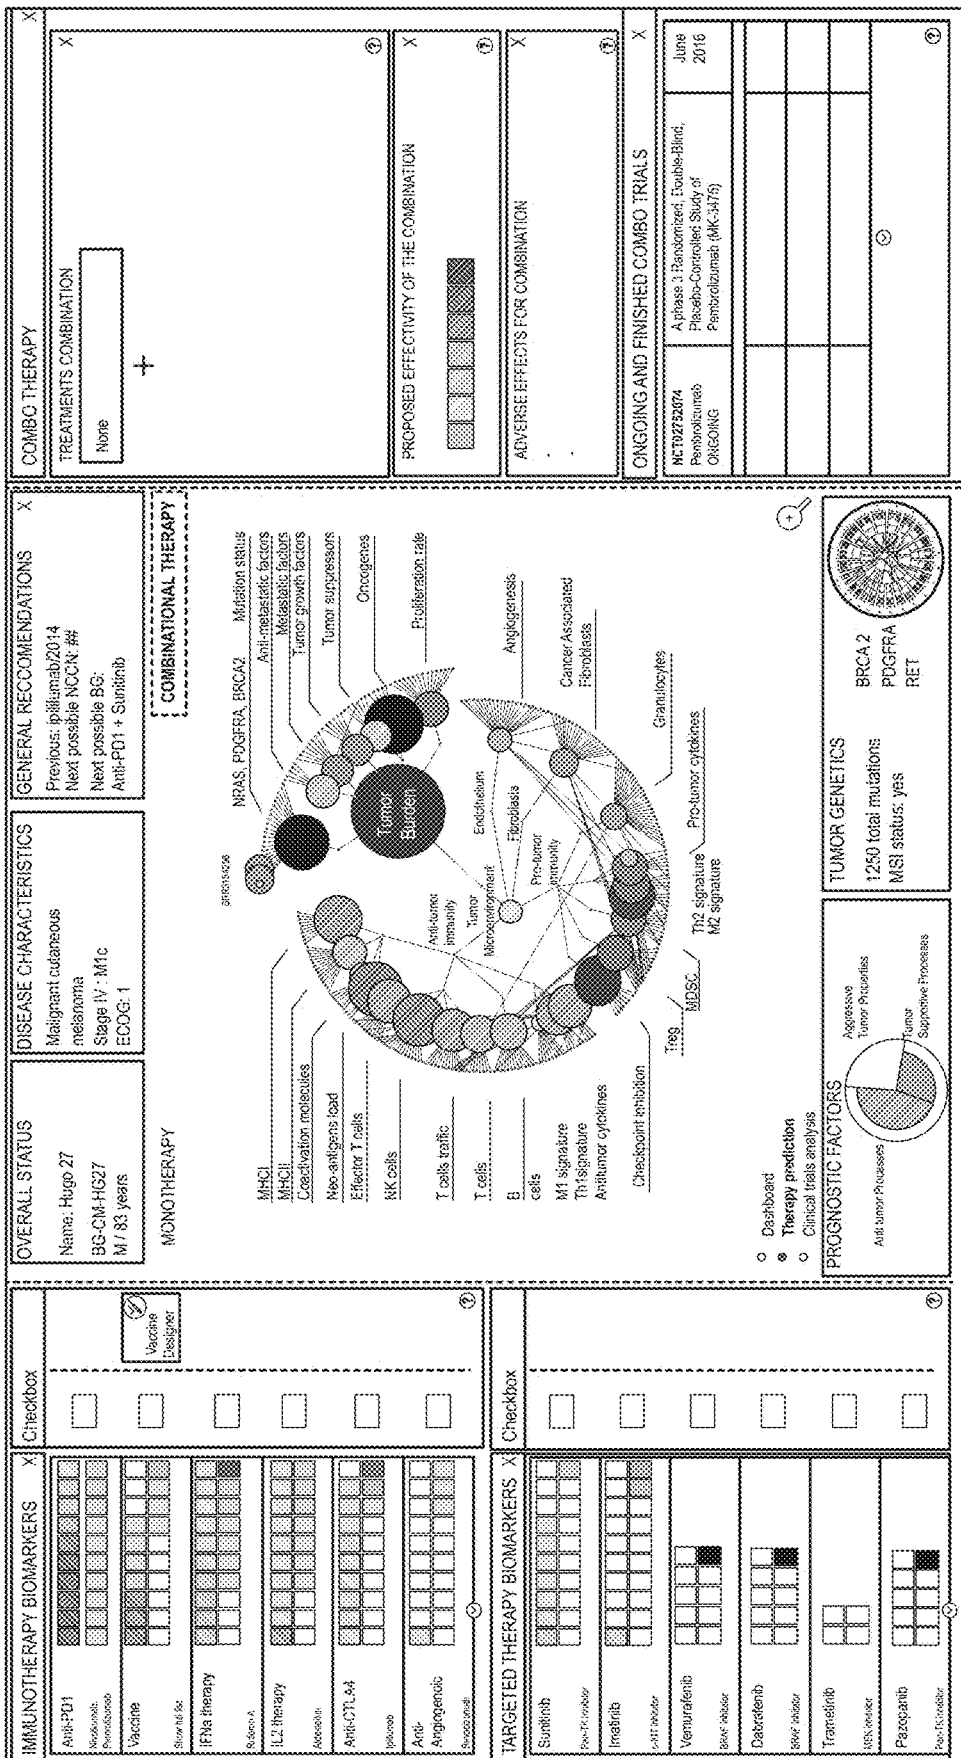 IMMUNOTHERAPY BIOMARKERS X
Checkbox
Anti-PD1
Nivolumab,
Pembrolizumab
Vaccine
Vaccine
Designer
IFNa therapy
IL2 therapy
Anti-CTLA4
Anti-
Angiogenic
?
TARGETED THERAPY BIOMARKERS X
Checkbox
Sunitinib
Pan-TK inhibitor
Imatinib
Vemurafenib
BRAF inhibitor
Dabrafenib
BRAF inhibitor
Trametinib
MEK inhibitor
Pazopanib
Pan-TK inhibitor
?
OVERALL STATUS
Name: Hugo 27
BG-CM-HG27
M / 83 years
DISEASE CHARACTERISTICS
Malignant cutaneous
melanoma
Stage IV : M1c
ECOG: 1
GENERAL RECCOMENDATIONS X
Previous: ipilitumab/2014
Next possible NCCN: ##
Next possible BG:
Anti-PD1 + Sunitinib
MONOTHERAPY
COMBINATIONAL THERAPY
MHCI
MHCII
Coactivation molecules
Neo-antigens load
Effector T cells
NK cells
T cells traffic
T cells
B
cells
M1 signature
Th1signature
Antitumor cytokines
Checkpoint inhibition
Treg
MDSC
Th2 signature
M2 signature
Pro-tumor cytokines
Granulocytes
Cancer Associated
Fibroblasts
Angiogenesis
Proliferation rate
Oncogenes
Tumor suppressors
Tumor growth factors
Metastatic factors
Anti-metastatic factors
Mutation status
NRAS, PDGFRA, BRCA2
Tumor
Burden
Anti-tumor
immunity
Tumor
Microenvironment
Pro-tumor
immunity
Endothelium
Fibroblasts
Dashboard
Therapy prediction
Clinical trials analysis
PROGNOSTIC FACTORS
Anti tumor Processes
Aggressive
Tumor Properties
Tumor
Supportive Processes
TUMOR GENETICS
1250 total mutations
MSI status: yes
BRCA 2
PDGFRA
RET
COMBO THERAPY X
TREATMENTS COMBINATION X
None
+
?
PROPOSED EFFECTIVITY OF THE COMBINATION X
?
ADVERSE EFFECTS FOR COMBINATION X
?
ONGOING AND FINISHED COMBO TRIALS X
NCT02752074
Pembrolizumab
ONGOING
A phase 3 Randomized, Double-Blind,
Placebo-Controlled Study of
Pembrolizumab (MK-3475)
June
2016
?